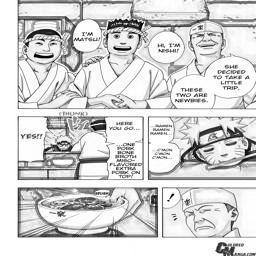 I'M
MATSU!
HI, I'M
NISHI!
SHE
DECIDED
TO TAKE A
LITTLE
TRIP.
THESE
TWO ARE
NEWBIES.
(THUNK)
YES!!
HERE
YOU GO...
...ONE
PORK
BONE
BROTH
MISO-
FLAVORED
EXTRA
PORK ON
TOP!
...RAMEN
RAMEN
RAMEN...
...C'MON
C'MON
C'MON...
!
COLORED
MANGA.COM